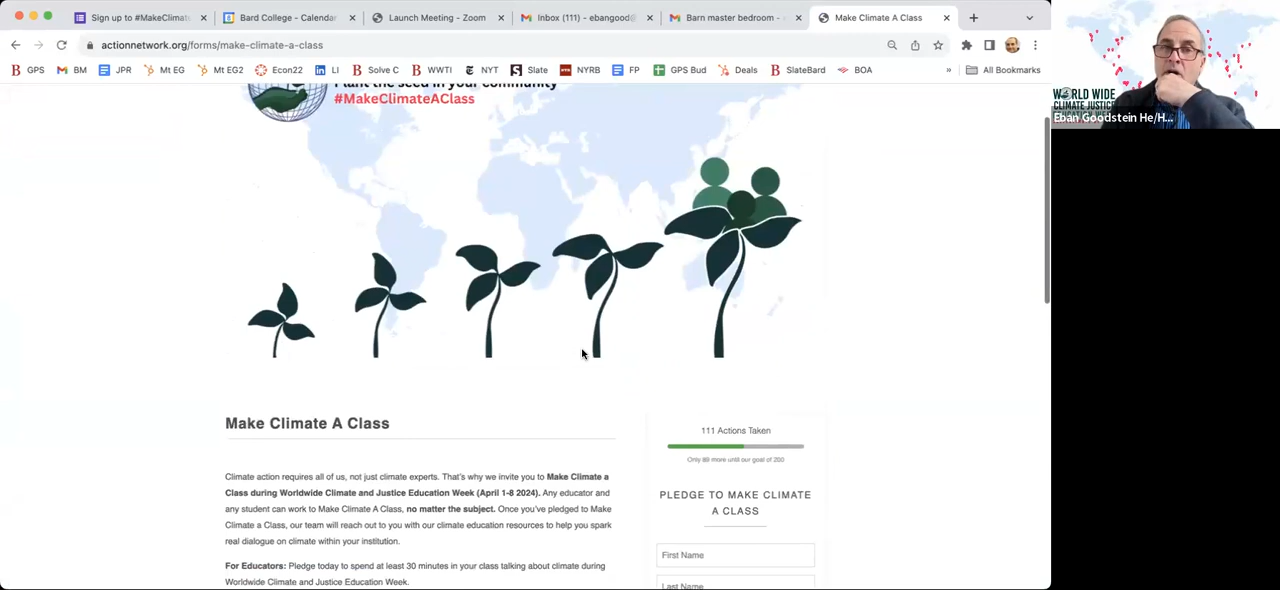 Sign up to #MakeClimat
Bard College - Calendar
Launch Meeting - Zoom
Inbox (111) - ebangood@
Barn master bedroom -
Make Climate A Class
actionnetwork.org/forms/make-climate-a-class
GPS
BM
JPR
Mt EG
Mt EG2
Econ22
LI
Solve C
WWTI
NYT
Slate
NYRB
FP
GPS Bud
Deals
SlateBard
BOA
»
All Bookmarks
Plant the seed in your community
#MakeClimateAClass
Make Climate A Class
Climate action requires all of us, not just climate experts. That's why we invite you to Make Climate a
Class during Worldwide Climate and Justice Education Week (April 1-8 2024). Any educator and
any student can work to Make Climate A Class, no matter the subject. Once you've pledged to Make
Climate a Class, our team will reach out to you with our climate education resources to help you spark
real dialogue on climate within your institution.
For Educators: Pledge today to spend at least 30 minutes in your class talking about climate during
Worldwide Climate and Justice Education Week.
111 Actions Taken
Only 89 more until our goal of 200
PLEDGE TO MAKE CLIMATE
A CLASS
First Name
Last Name
WORLD WIDE
CLIMATE JUSTICE
EDUCATION
Eban Goodstein He/H...